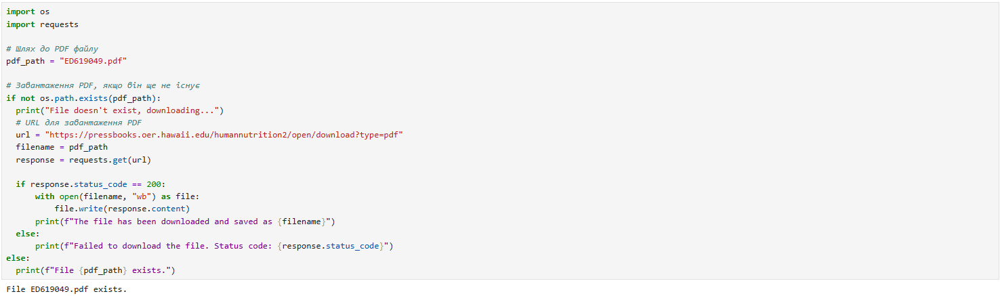 import os
import requests

# Шлях до PDF файлу
pdf_path = "ED619049.pdf"

# Завантаження PDF, якщо він ще не існує
if not os.path.exists(pdf_path):
  print("File doesn't exist, downloading...")
  # URL для завантаження PDF
  url = "https://pressbooks.oer.hawaii.edu/humannutrition2/open/download?type=pdf"
  filename = pdf_path
  response = requests.get(url)

  if response.status_code == 200:
      with open(filename, "wb") as file:
          file.write(response.content)
      print(f"The file has been downloaded and saved as {filename}")
  else:
      print(f"Failed to download the file. Status code: {response.status_code}")
else:
  print(f"File {pdf_path} exists.")
File ED619049.pdf exists.